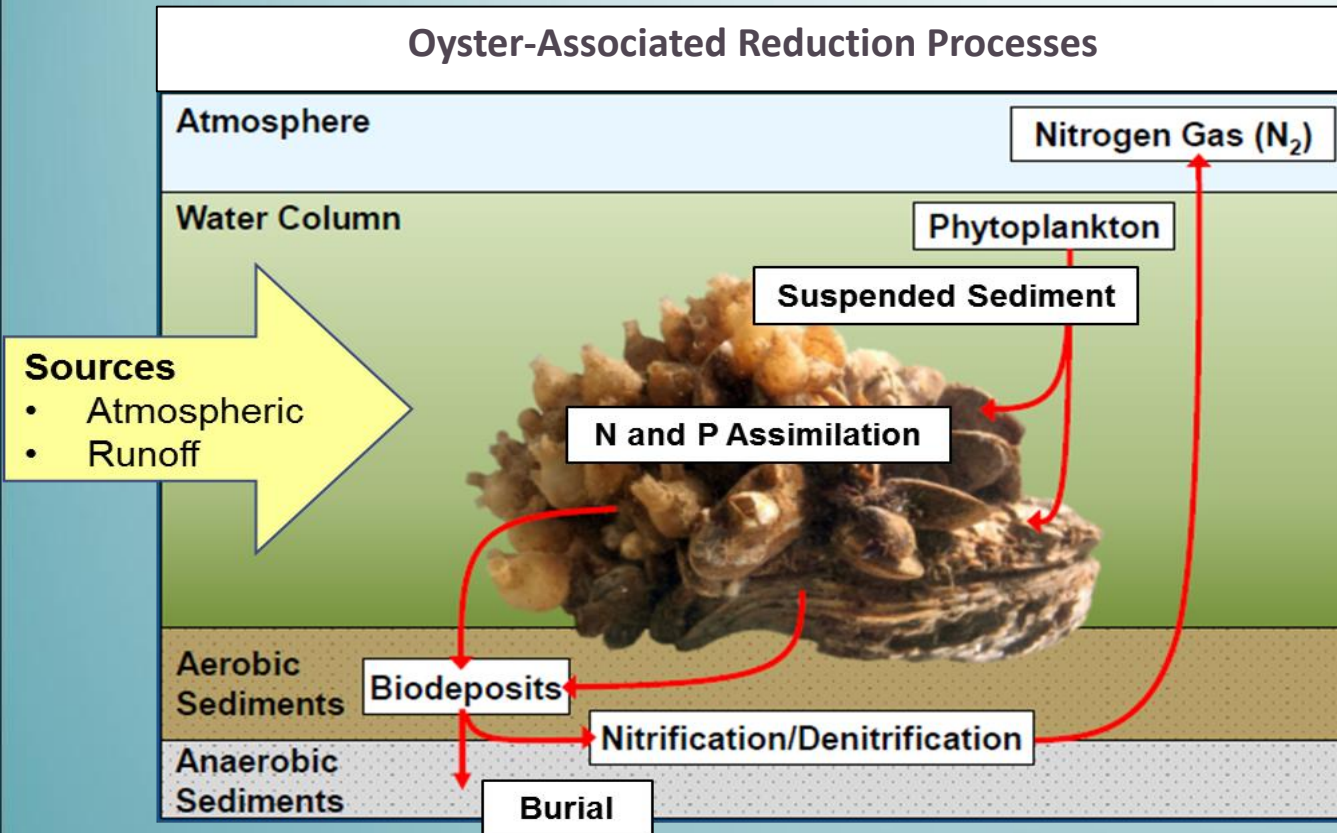 Oyster-Associated Reduction Processes
Atmosphere
Nitrogen Gas (N₂)
Water Column
Phytoplankton
Suspended Sediment
Sources
• Atmospheric
• Runoff
N and P Assimilation
Aerobic
Sediments
Biodeposits
Nitrification/Denitrification
Anaerobic
Sediments
Burial